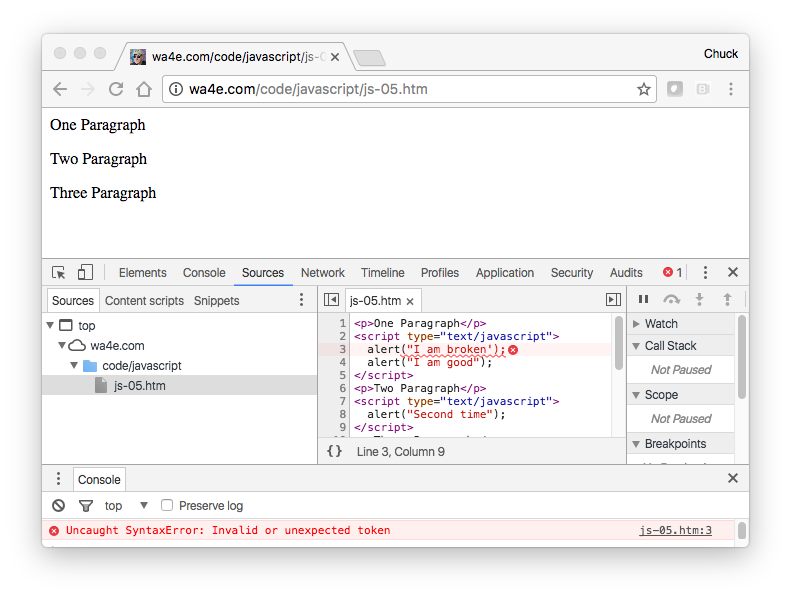 wa4e.com/code/javascript/js-0
Chuck
wa4e.com/code/javascript/js-05.htm
One Paragraph
Two Paragraph
Three Paragraph
Elements Console Sources Network Timeline Profiles Application Security Audits 1
Sources Content scripts Snippets
js-05.htm
top
wa4e.com
code/javascript
js-05.htm
1 <p>One Paragraph</p>
2 <script type="text/javascript">
3 alert("I am broken');
4 alert("I am good");
5 </script>
6 <p>Two Paragraph</p>
7 <script type="text/javascript">
8 alert("Second time");
9 </script>
{} Line 3, Column 9
Watch
Call Stack
Not Paused
Scope
Not Paused
Breakpoints
Console
top Preserve log
Uncaught SyntaxError: Invalid or unexpected token js-05.htm:3